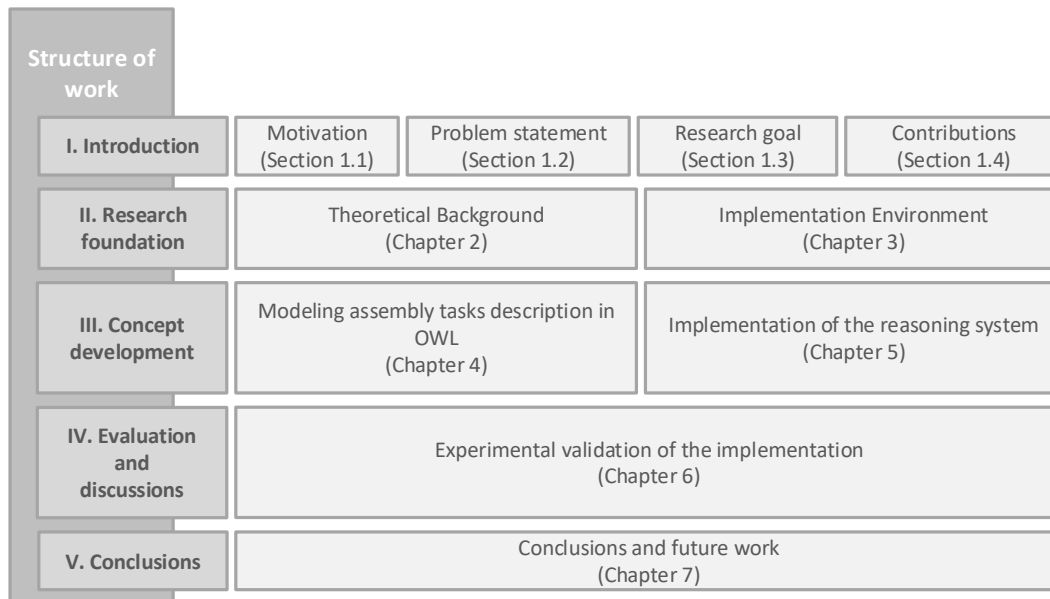 Structure of
work
I. Introduction
Motivation
(Section 1.1)
Problem statement
(Section 1.2)
Research goal
(Section 1.3)
Contributions
(Section 1.4)
II. Research
foundation
Theoretical Background
(Chapter 2)
Implementation Environment
(Chapter 3)
III. Concept
development
Modeling assembly tasks description in
OWL
(Chapter 4)
Implementation of the reasoning system
(Chapter 5)
IV. Evaluation
and
discussions
Experimental validation of the implementation
(Chapter 6)
V. Conclusions
Conclusions and future work
(Chapter 7)